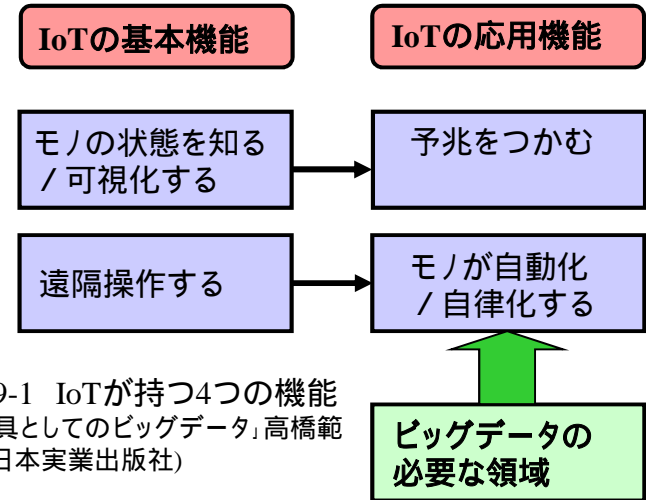 IoTの基本機能
IoTの応用機能
モノの状態を知る
/可視化する
予兆をつかむ
遠隔操作する
モノが自動化
/自律化する
9-1 IoTが持つ4つの機能
具としてのビッグデータ」高橋範
日本実業出版社)
ビッグデータの
必要な領域